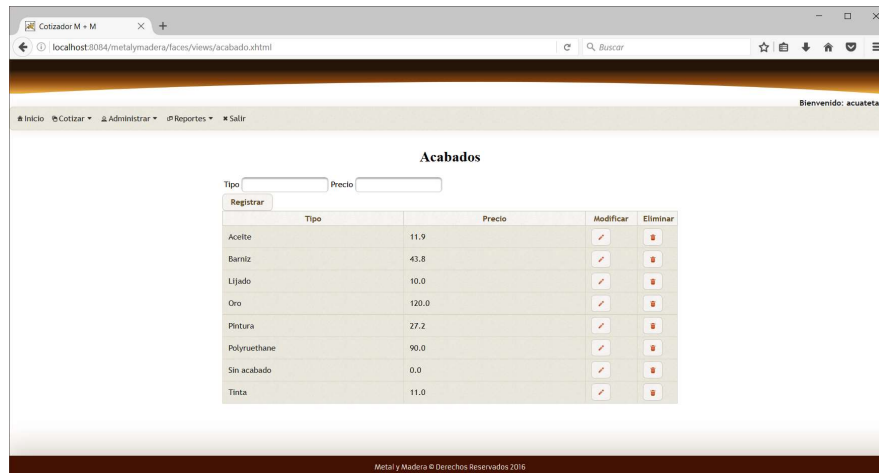 Cotizador M + M
localhost:8084/metalymadera/faces/views/acabado.xhtml
Buscar
Bienvenido: acuateta
Inicio Cotizar Administrar Reportes Salir
Acabados
Tipo Precio
Registrar
Tipo Precio Modificar Eliminar
Aceite 11.9
Barniz 43.8
Lijado 10.0
Oro 120.0
Pintura 27.2
Polyruethane 90.0
Sin acabado 0.0
Tinta 11.0
Metal y Madera © Derechos Reservados 2016